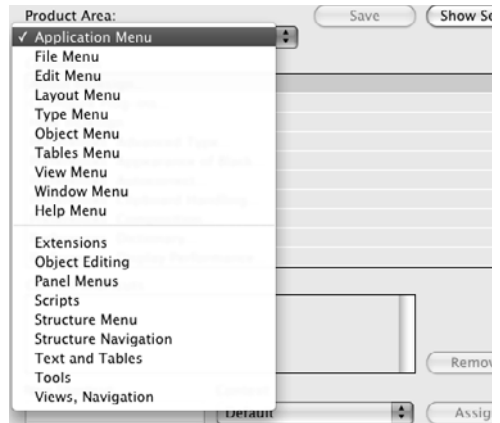 Product Area:
Save
Show Sc
✓ Application Menu
File Menu
Edit Menu
Layout Menu
Type Menu
Object Menu
Tables Menu
View Menu
Window Menu
Help Menu
Extensions
Object Editing
Panel Menus
Scripts
Structure Menu
Structure Navigation
Text and Tables
Tools
Views, Navigation
Remov
Default
Assig